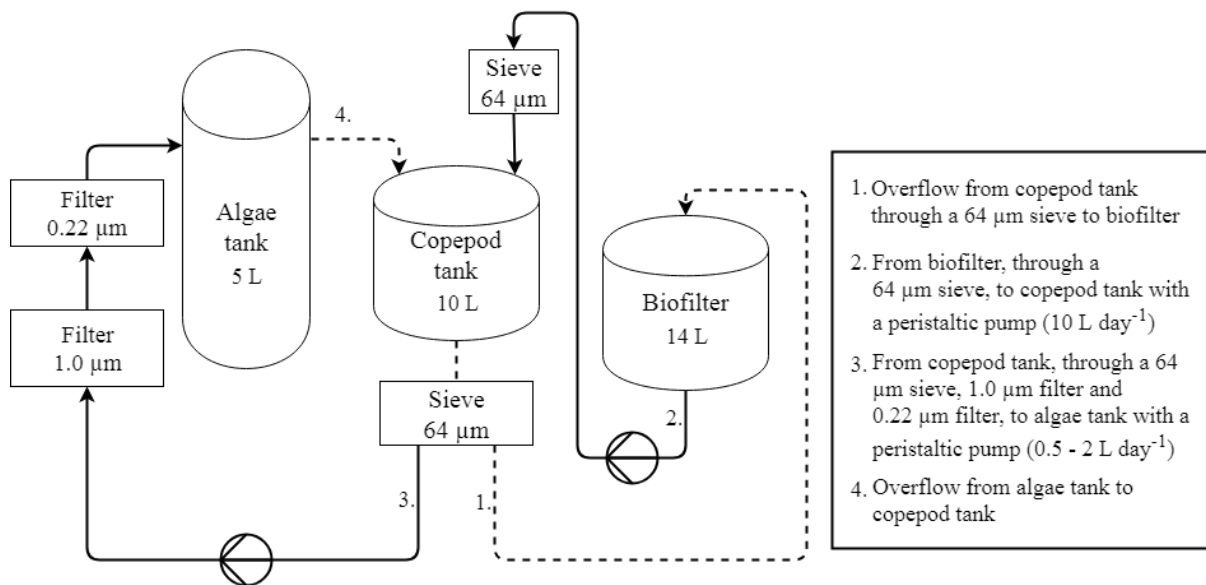 Sieve
64 µm
4.
Filter
0.22 µm
Algae
tank
5 L
Copepod
tank
10 L
Biofilter
14 L
Filter
1.0 µm
Sieve
64 µm
2.
3.
1.
1. Overflow from copepod tank
through a 64 µm sieve to biofilter
2. From biofilter, through a
64 µm sieve, to copepod tank with
a peristaltic pump (10 L day⁻¹)
3. From copepod tank, through a 64
µm sieve, 1.0 µm filter and
0.22 µm filter, to algae tank with a
peristaltic pump (0.5 - 2 L day⁻¹)
4. Overflow from algae tank to
copepod tank